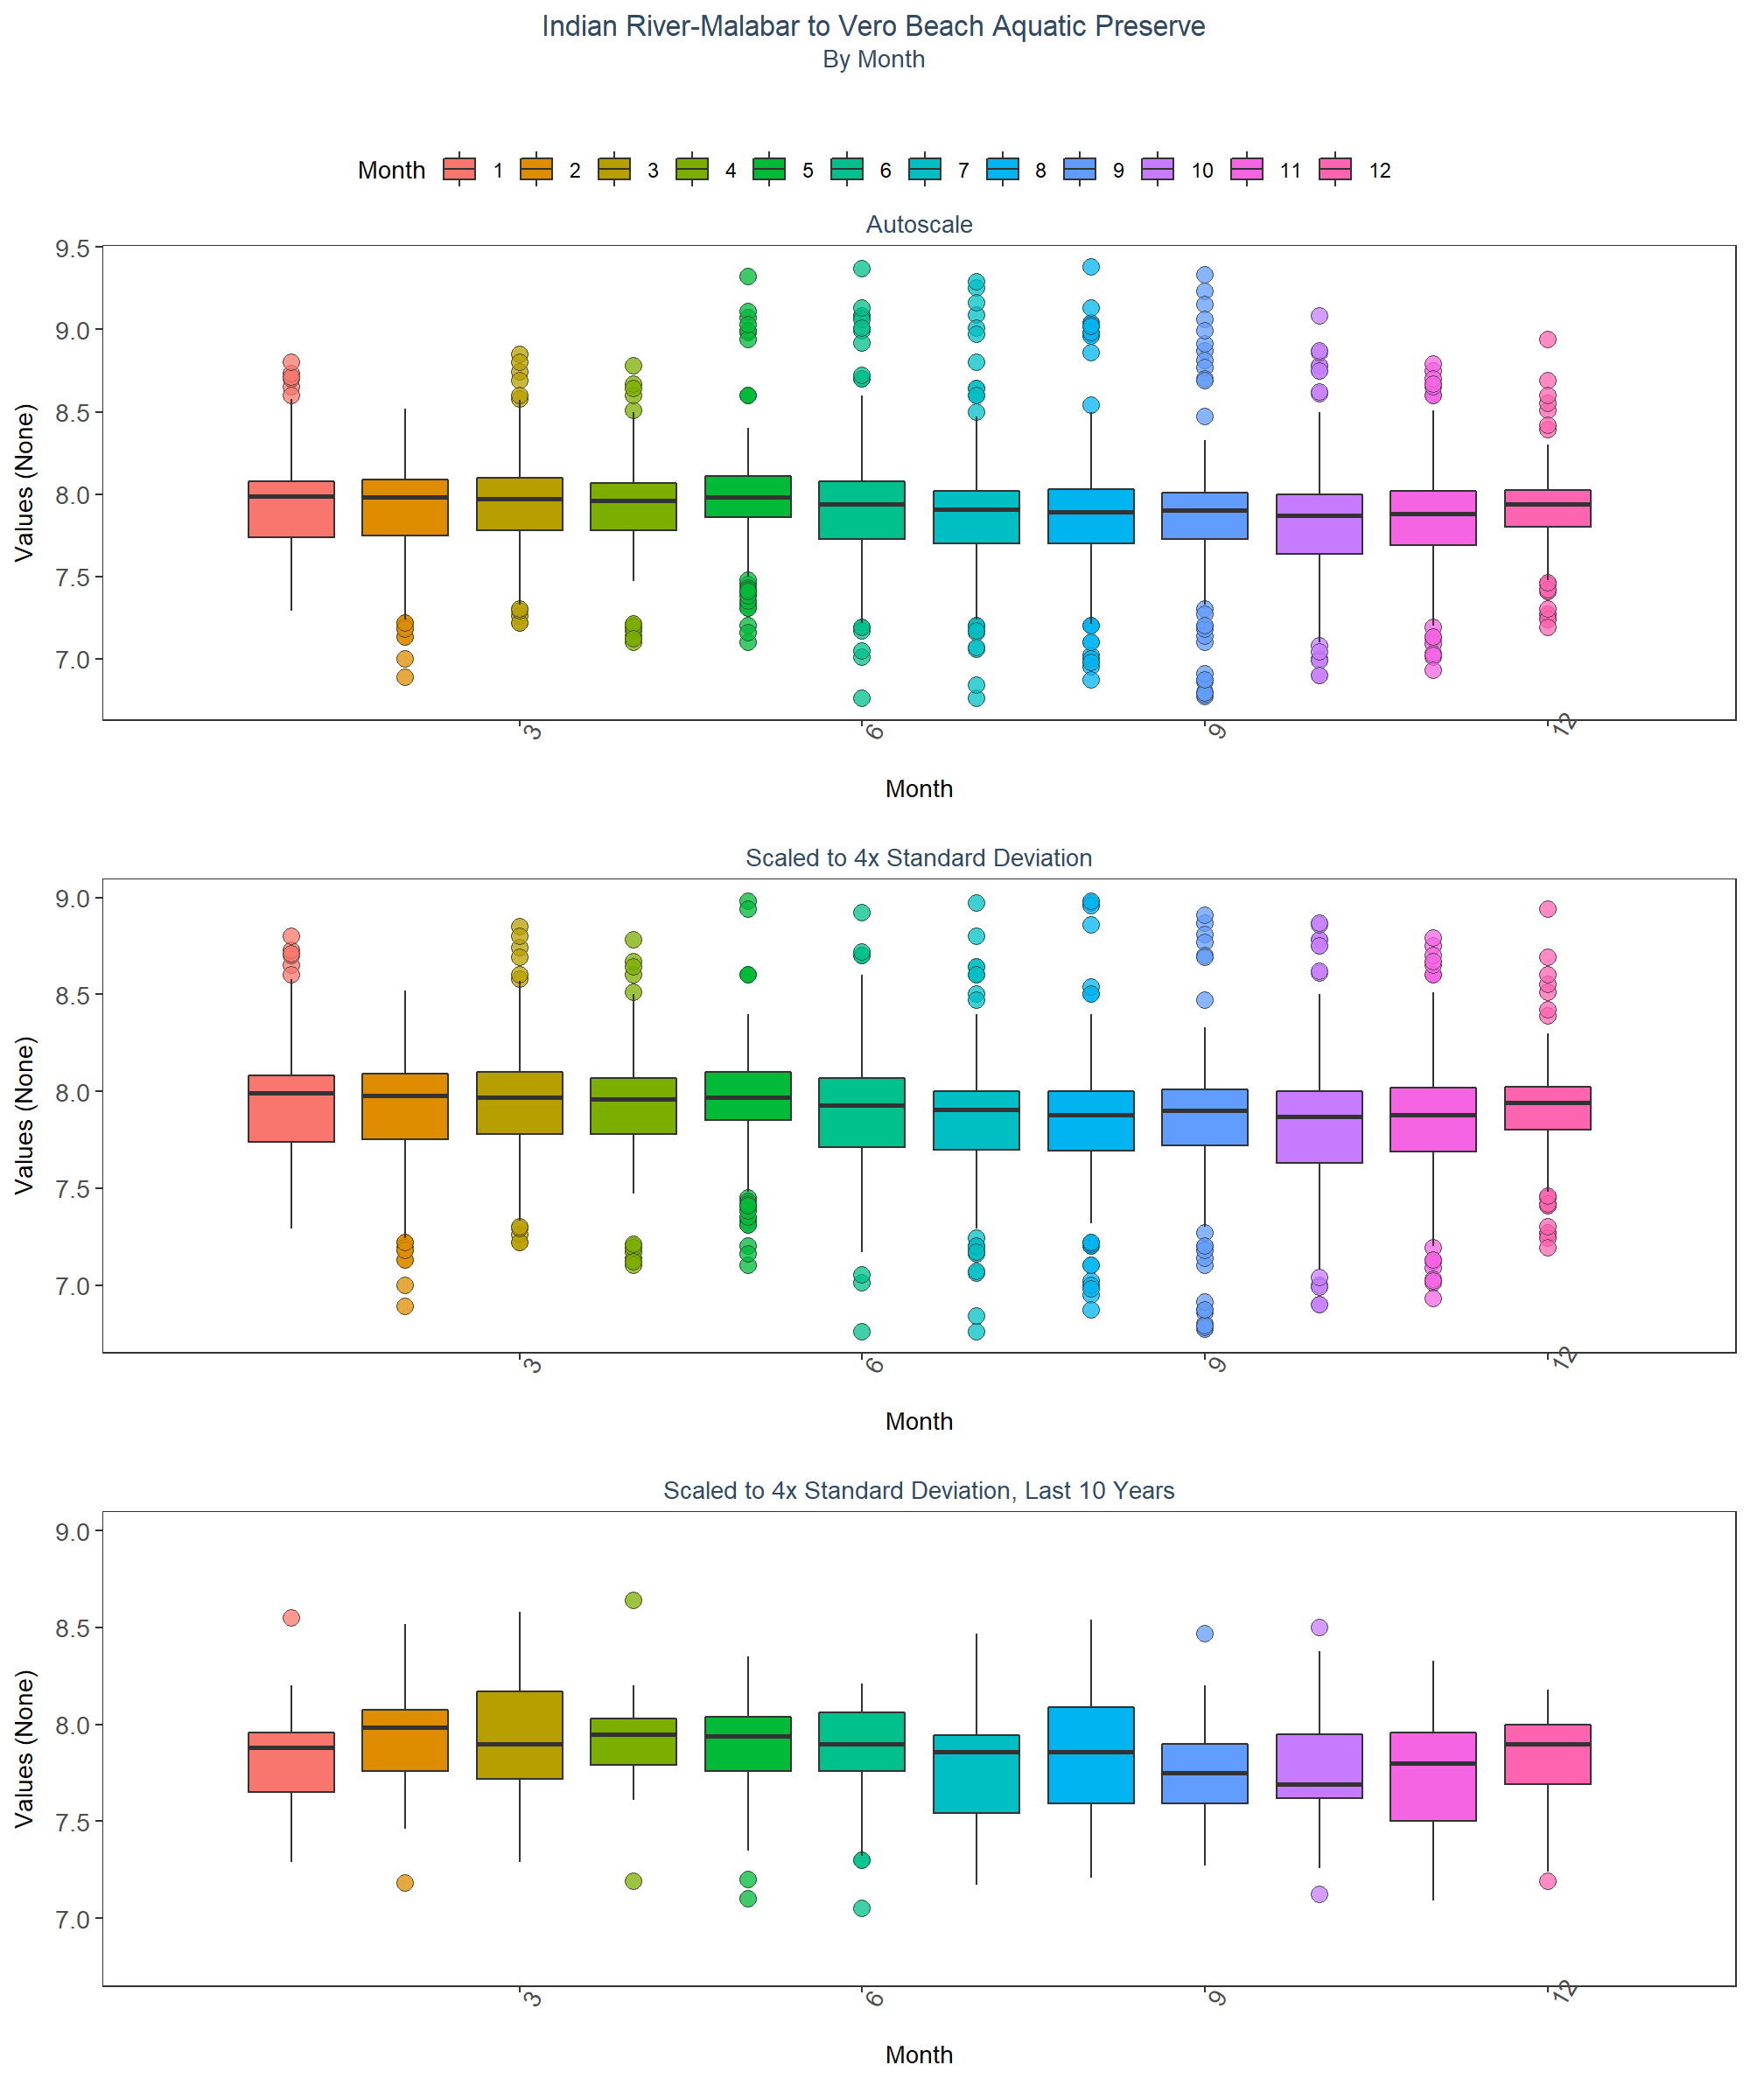 Indian River-Malabar to Vero Beach Aquatic Preserve
By Month
Month 1 2 3 4 5 6 7 8 9 10 11 12
Autoscale
9.5
9.0
8.5
8.0
7.5
7.0
Values (None)
3 6 9 12
Month
Scaled to 4x Standard Deviation
9.0
8.5
8.0
7.5
7.0
Values (None)
3 6 9 12
Month
Scaled to 4x Standard Deviation, Last 10 Years
9.0
8.5
8.0
7.5
7.0
Values (None)
3 6 9 12
Month